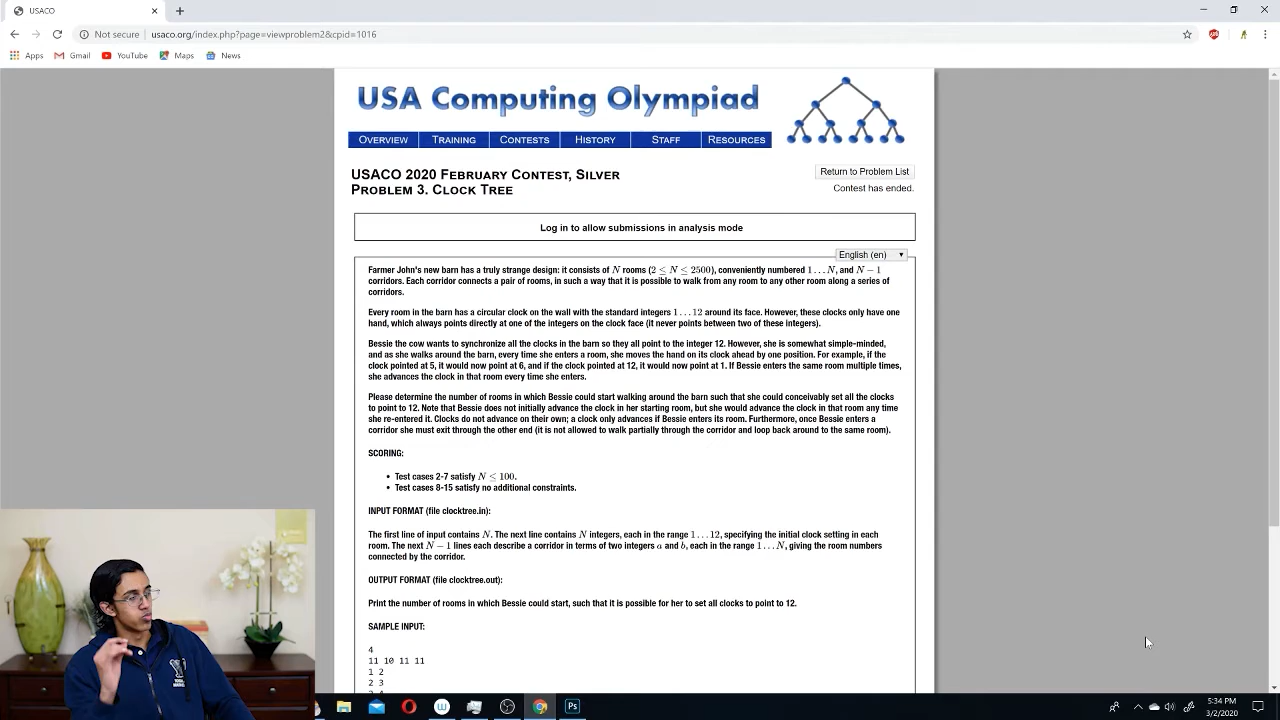 USACO
Not secure | usaco.org/index.php?page=viewproblem2&cpid=1016
Apps Gmail YouTube Maps News
USA Computing Olympiad
OVERVIEW TRAINING CONTESTS HISTORY STAFF RESOURCES
USACO 2020 FEBRUARY CONTEST, SILVER
PROBLEM 3. CLOCK TREE
Return to Problem List
Contest has ended.
Log in to allow submissions in analysis mode
English (en)
Farmer John's new barn has a truly strange design: it consists of N rooms (2 ≤ N ≤ 2500), conveniently numbered 1…N, and N − 1
corridors. Each corridor connects a pair of rooms, in such a way that it is possible to walk from any room to any other room along a series of
corridors.
Every room in the barn has a circular clock on the wall with the standard integers 1…12 around its face. However, these clocks only have one
hand, which always points directly at one of the integers on the clock face (it never points between two of these integers).
Bessie the cow wants to synchronize all the clocks in the barn so they all point to the integer 12. However, she is somewhat simple-minded,
and as she walks around the barn, every time she enters a room, she moves the hand on its clock ahead by one position. For example, if the
clock pointed at 5, it would now point at 6, and if the clock pointed at 12, it would now point at 1. If Bessie enters the same room multiple times,
she advances the clock in that room every time she enters.
Please determine the number of rooms in which Bessie could start walking around the barn such that she could conceivably set all the clocks
to point to 12. Note that Bessie does not initially advance the clock in her starting room, but she would advance the clock in that room any time
she re-entered it. Clocks do not advance on their own; a clock only advances if Bessie enters its room. Furthermore, once Bessie enters a
corridor she must exit through the other end (it is not allowed to walk partially through the corridor and loop back around to the same room).
SCORING:
• Test cases 2-7 satisfy N ≤ 100.
• Test cases 8-15 satisfy no additional constraints.
INPUT FORMAT (file clocktree.in):
The first line of input contains N. The next line contains N integers, each in the range 1…12, specifying the initial clock setting in each
room. The next N − 1 lines each describe a corridor in terms of two integers a and b, each in the range 1…N, giving the room numbers
connected by the corridor.
OUTPUT FORMAT (file clocktree.out):
Print the number of rooms in which Bessie could start, such that it is possible for her to set all clocks to point to 12.
SAMPLE INPUT:
4
11 10 11 11
1 2
2 3
2 4
5:34 PM
3/2/2020